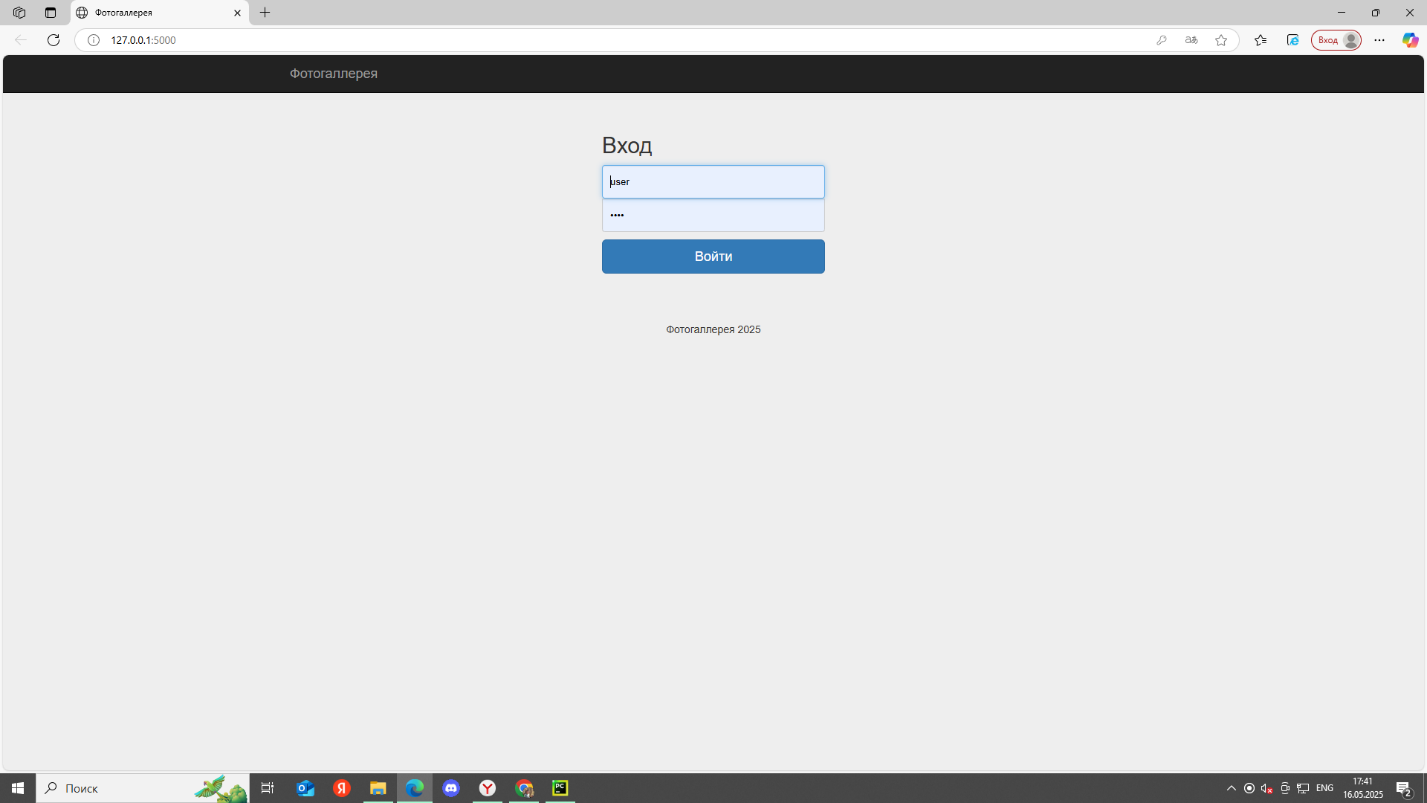 Фотогаллерея
127.0.0.1:5000
Вход
Фотогаллерея
Вход
user
••••
Войти
Фотогаллерея 2025
Поиск
ENG
17:41
16.05.2025
2